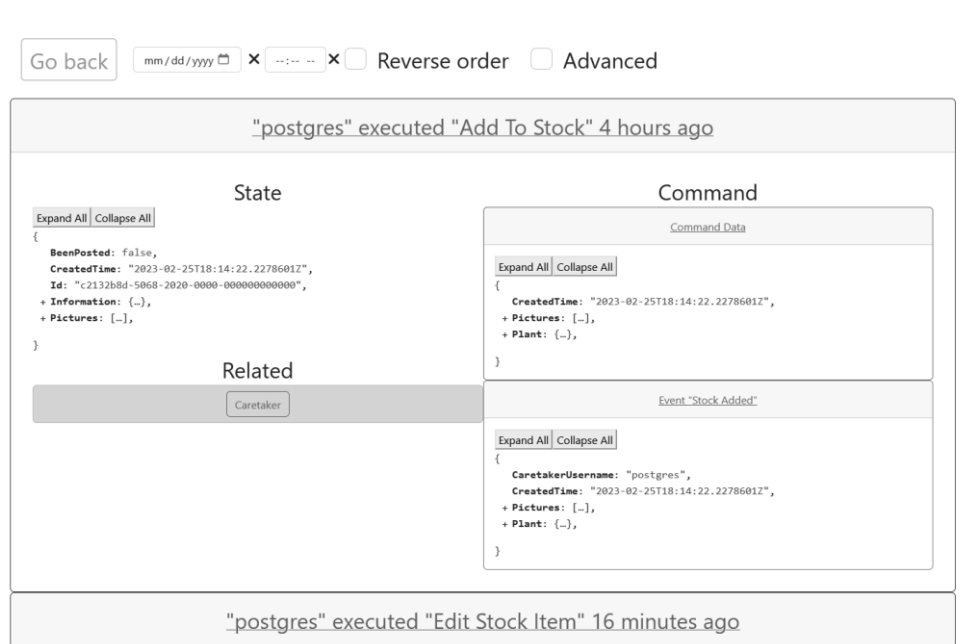 Go back mm/dd/yyyy × --:-- -- × Reverse order Advanced
"postgres" executed "Add To Stock" 4 hours ago
State
Expand All Collapse All
{
BeenPosted: false,
CreatedTime: "2023-02-25T18:14:22.2278601Z",
Id: "c2132b8d-5068-2020-0000-000000000000",
+ Information: {…},
+ Pictures: […],
}
Related
Caretaker
Command
Command Data
Expand All Collapse All
{
CreatedTime: "2023-02-25T18:14:22.2278601Z",
+ Pictures: […],
+ Plant: {…},
}
Event "Stock Added"
Expand All Collapse All
{
CaretakerUsername: "postgres",
CreatedTime: "2023-02-25T18:14:22.2278601Z",
+ Pictures: […],
+ Plant: {…},
}
"postgres" executed "Edit Stock Item" 16 minutes ago